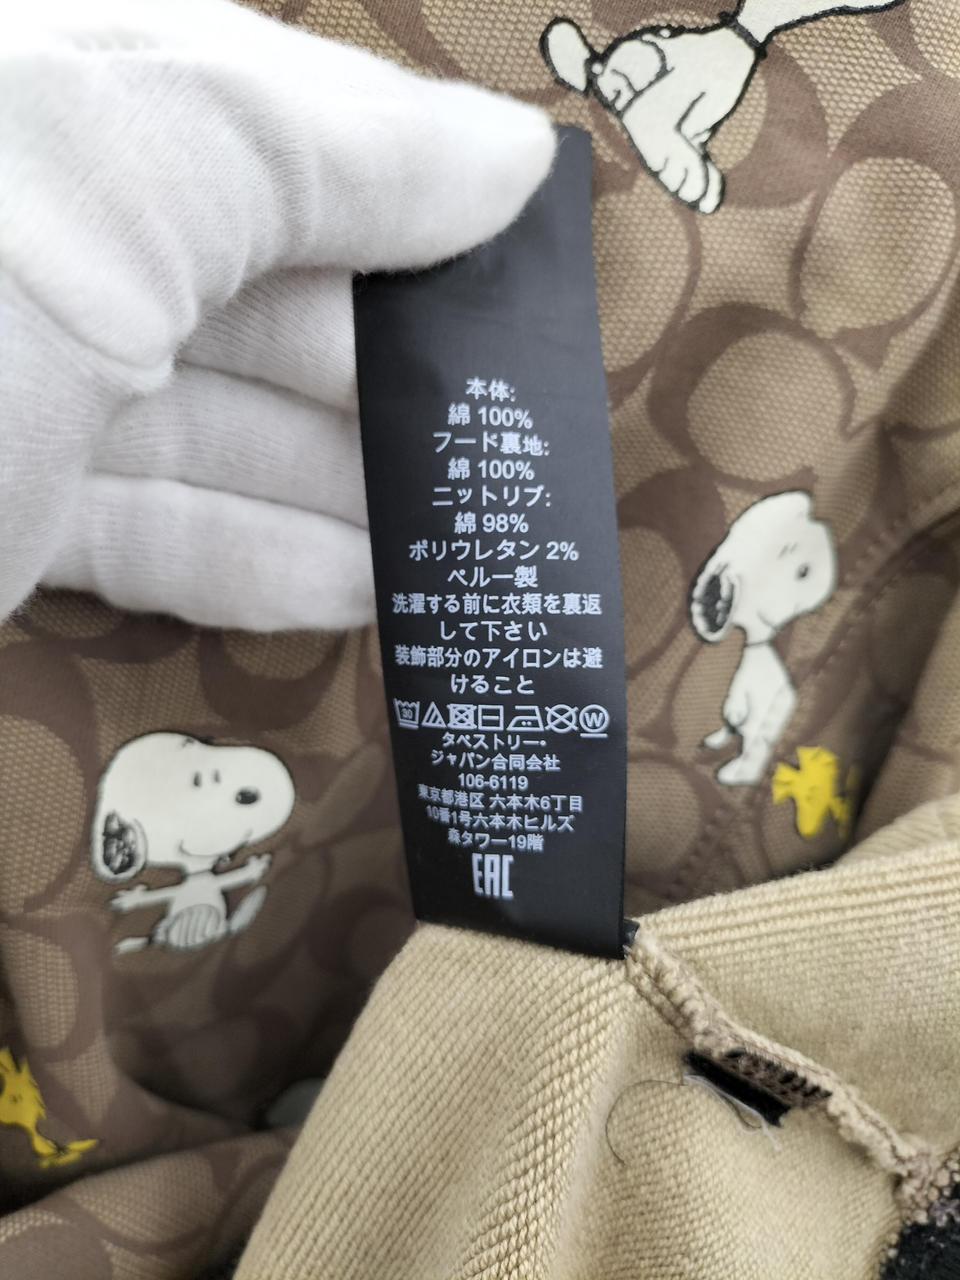 本体:
綿 100%
フード裏地:
綿 100%
ニットリブ:
綿 98%
ポリウレタン 2%
ペルー製
洗濯する前に衣類を裏返
して下さい
装飾部分のアイロンは避
けること
30 W
タペストリー・
ジャパン合同会社
106-6119
東京都港区 六本木6丁目
10番1号六本木ヒルズ
森タワー19階
EAC